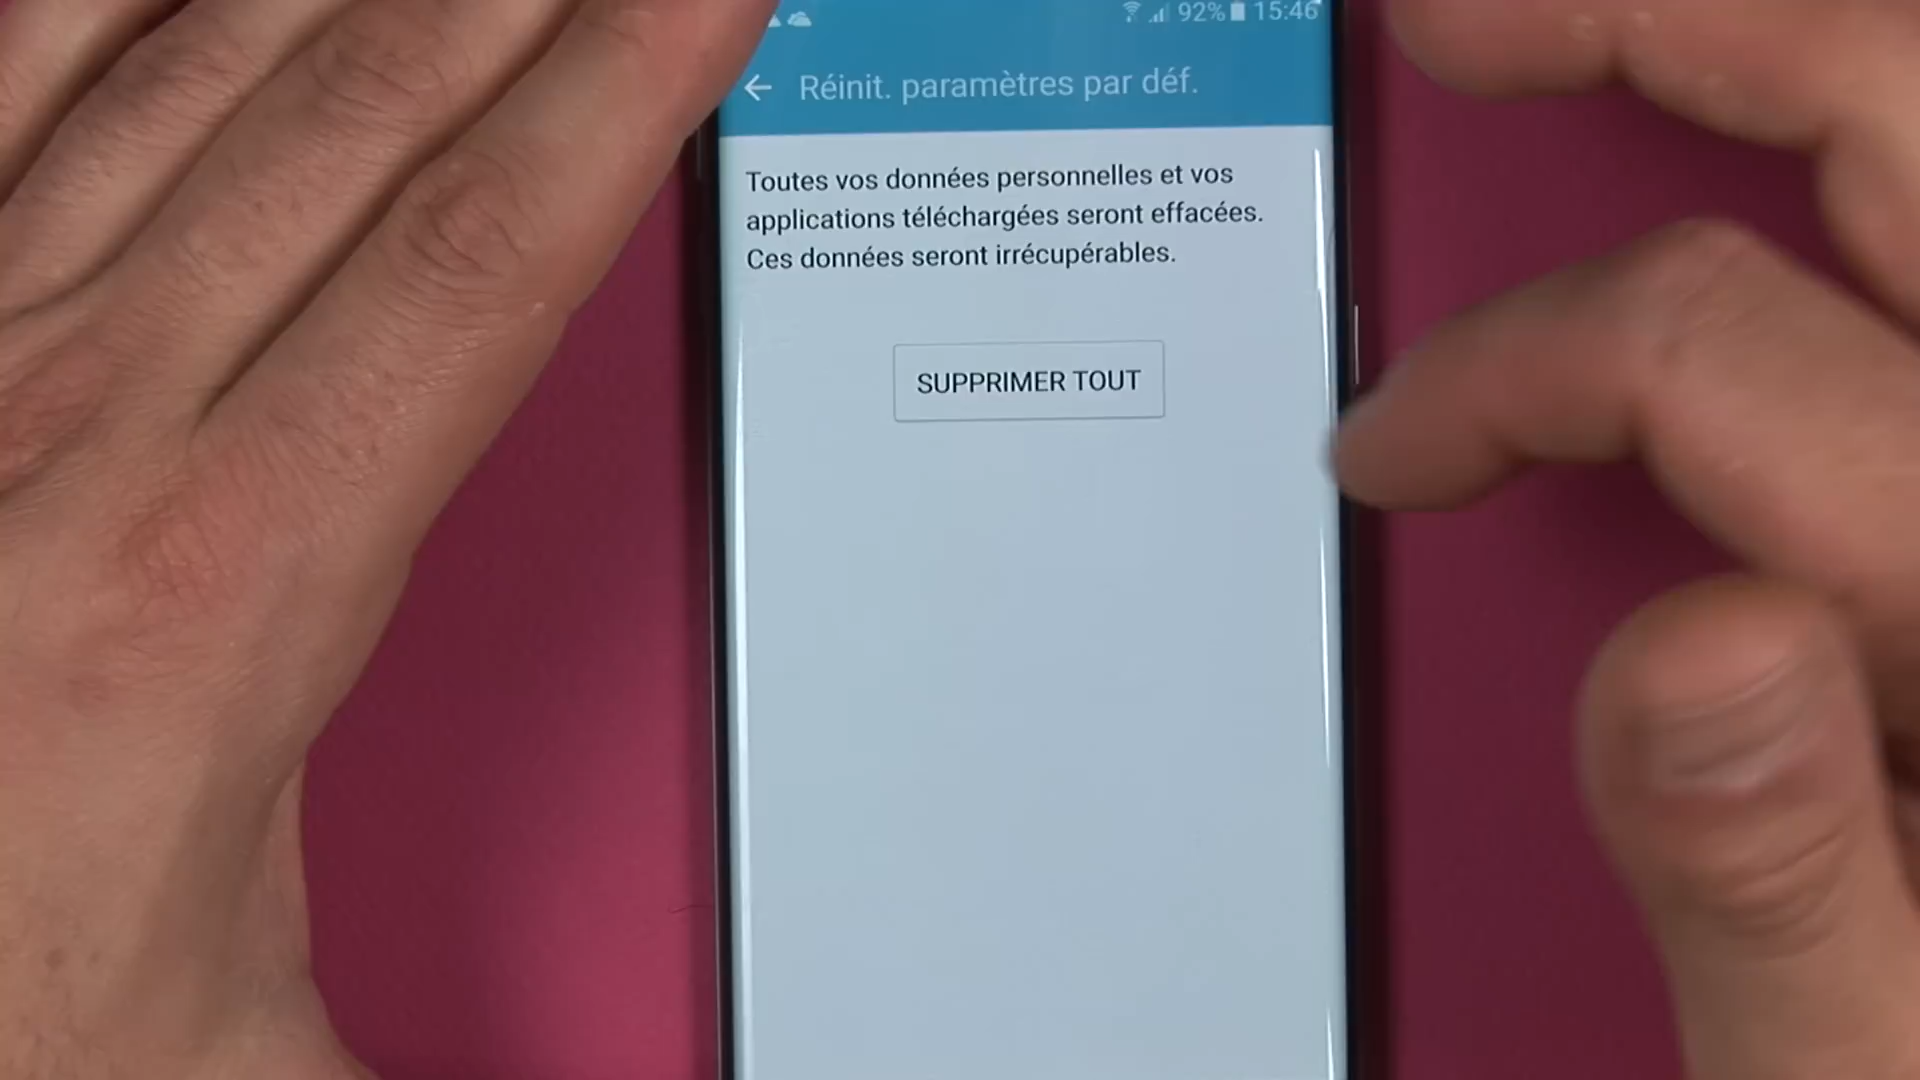 92% 15:46
Réinit. paramètres par déf.
Toutes vos données personnelles et vos
applications téléchargées seront effacées.
Ces données seront irrécupérables.
SUPPRIMER TOUT